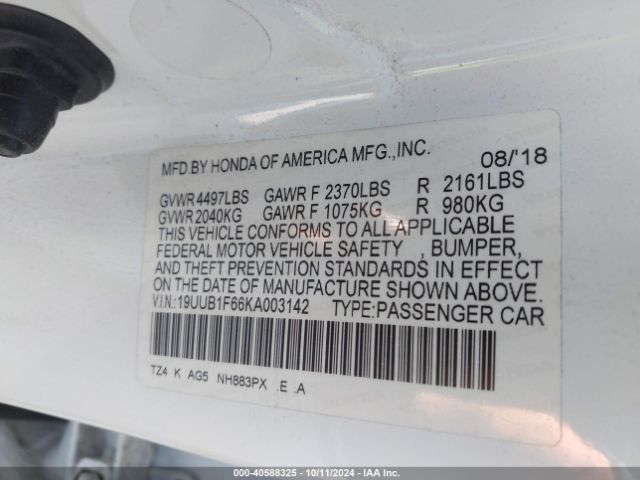 MFD.BY HONDA OF AMERICA MFG.,INC. 08/'18
GVWR 4497LBS GAWR F 2370LBS R 2161LBS
GVWR 2040KG GAWR F 1075KG R 980KG
THIS VEHICLE CONFORMS TO ALL APPLICABLE
FEDERAL MOTOR VEHICLE SAFETY , BUMPER,
AND THEFT PREVENTION STANDARDS IN EFFECT
ON THE DATE OF MANUFACTURE SHOWN ABOVE.
V.I.N.:19UUB1F66KA003142 TYPE:PASSENGER CAR
TZ4 K AG5 NH883PX .E .A
000-40588325 | 10/11/2024 | IAA, Inc.